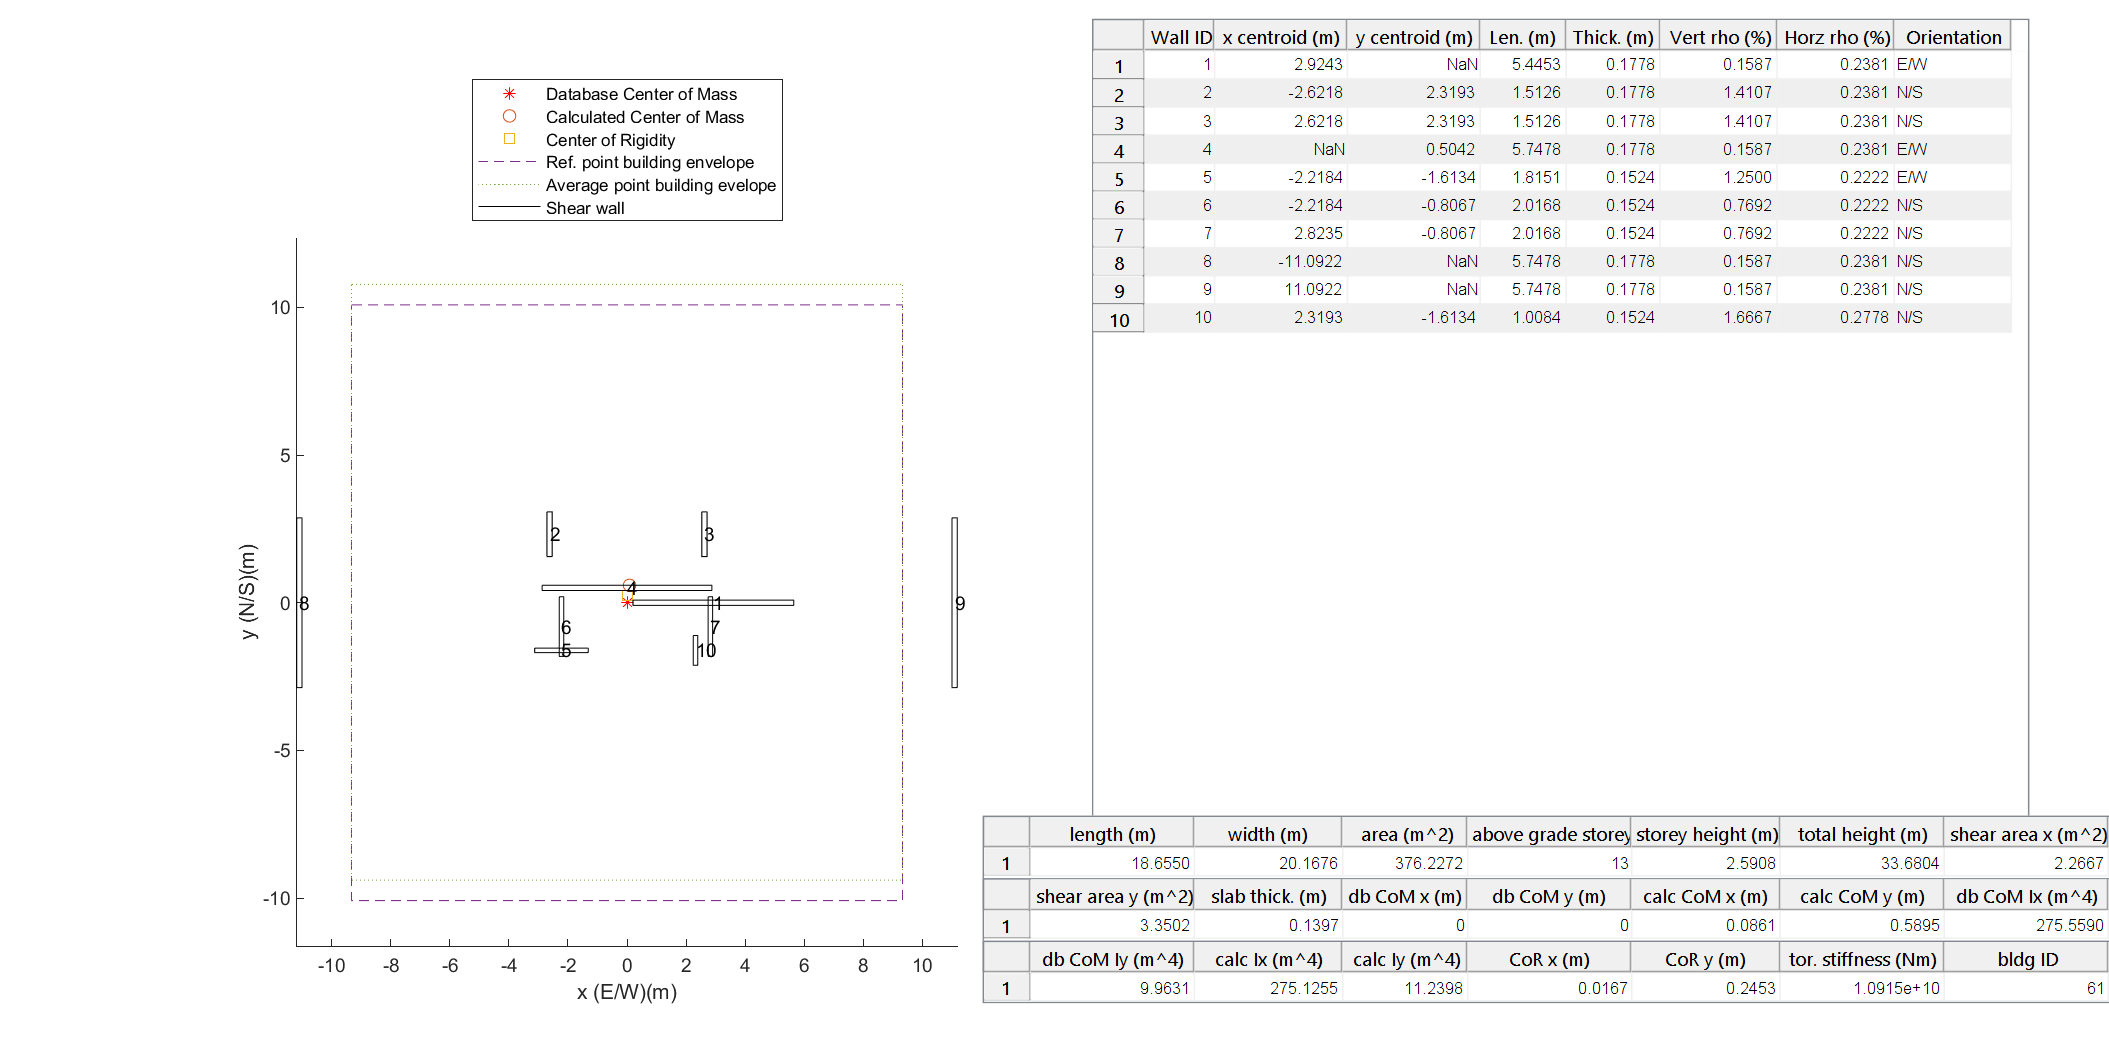 Database Center of Mass
Calculated Center of Mass
Center of Rigidity
Ref. point building envelope
Average point building evelope
Shear wall
10
5
0
-5
-10
y (N/S)(m)
-10 -8 -6 -4 -2 0 2 4 6 8 10
x (E/W)(m)
2 3
4
8 1 9
6 7
5 10
Wall ID x centroid (m) y centroid (m) Len. (m) Thick. (m) Vert rho (%) Horz rho (%) Orientation
1 1 2.9243 NaN 5.4453 0.1778 0.1587 0.2381 E/W
2 2 -2.6218 2.3193 1.5126 0.1778 1.4107 0.2381 N/S
3 3 2.6218 2.3193 1.5126 0.1778 1.4107 0.2381 N/S
4 4 NaN 0.5042 5.7478 0.1778 0.1587 0.2381 E/W
5 5 -2.2184 -1.6134 1.8151 0.1524 1.2500 0.2222 E/W
6 6 -2.2184 -0.8067 2.0168 0.1524 0.7692 0.2222 N/S
7 7 2.8235 -0.8067 2.0168 0.1524 0.7692 0.2222 N/S
8 8 -11.0922 NaN 5.7478 0.1778 0.1587 0.2381 N/S
9 9 11.0922 NaN 5.7478 0.1778 0.1587 0.2381 N/S
10 10 2.3193 -1.6134 1.0084 0.1524 1.6667 0.2778 N/S
length (m) width (m) area (m^2) above grade storey storey height (m) total height (m) shear area x (m^2)
1 18.6550 20.1676 376.2272 13 2.5908 33.6804 2.2667
shear area y (m^2) slab thick. (m) db CoM x (m) db CoM y (m) calc CoM x (m) calc CoM y (m) db CoM Ix (m^4)
1 3.3502 0.1397 0 0 0.0861 0.5895 275.5590
db CoM Iy (m^4) calc Ix (m^4) calc Iy (m^4) CoR x (m) CoR y (m) tor. stiffness (Nm) bldg ID
1 9.9631 275.1255 11.2398 0.0167 0.2453 1.0915e+10 61